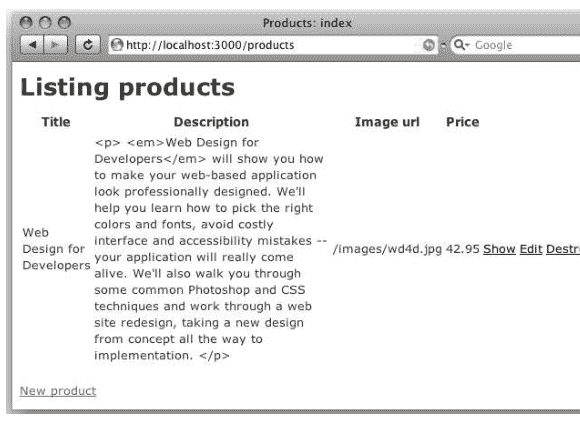 Products: index
http://localhost:3000/products
Google
Listing products
Title Description Image url Price
<p> <em>Web Design for
Developers</em> will show you how
to make your web-based application
look professionally designed. We'll
help you learn how to pick the right
colors and fonts, avoid costly
Web
Design for
Developers
interface and accessibility mistakes --
/images/wd4d.jpg 42.95 Show Edit Destr
your application will really come
alive. We'll also walk you through
some common Photoshop and CSS
techniques and work through a web
site redesign, taking a new design
from concept all the way to
implementation. </p>
New product